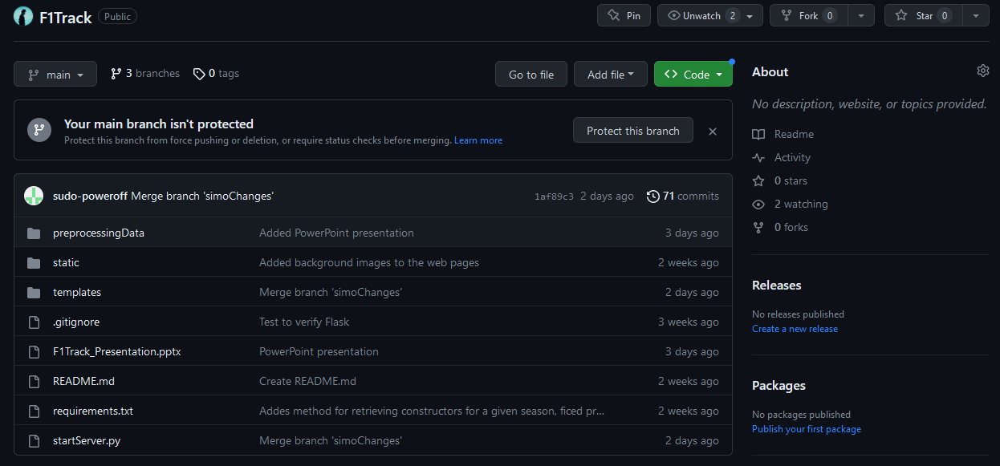 F1Track Public Pin Unwatch 2 Fork 0 Star 0
main 3 branches 0 tags Go to file Add file Code
Your main branch isn't protected
Protect this branch from force pushing or deletion, or require status checks before merging. Learn more
Protect this branch
sudo-poweroff Merge branch 'simoChanges' 1af89c3 2 days ago 71 commits
preprocessingData Added PowerPoint presentation 3 days ago
static Added background images to the web pages 2 weeks ago
templates Merge branch 'simoChanges' 2 days ago
.gitignore Test to verify Flask 3 weeks ago
F1Track_Presentation.pptx PowerPoint presentation 3 days ago
README.md Create README.md 2 weeks ago
requirements.txt Addes method for retrieving constructors for a given season, ficed pr... 2 weeks ago
startServer.py Merge branch 'simoChanges' 2 days ago
About
No description, website, or topics provided.
Readme
Activity
0 stars
2 watching
0 forks
Releases
No releases published
Create a new release
Packages
No packages published
Publish your first package